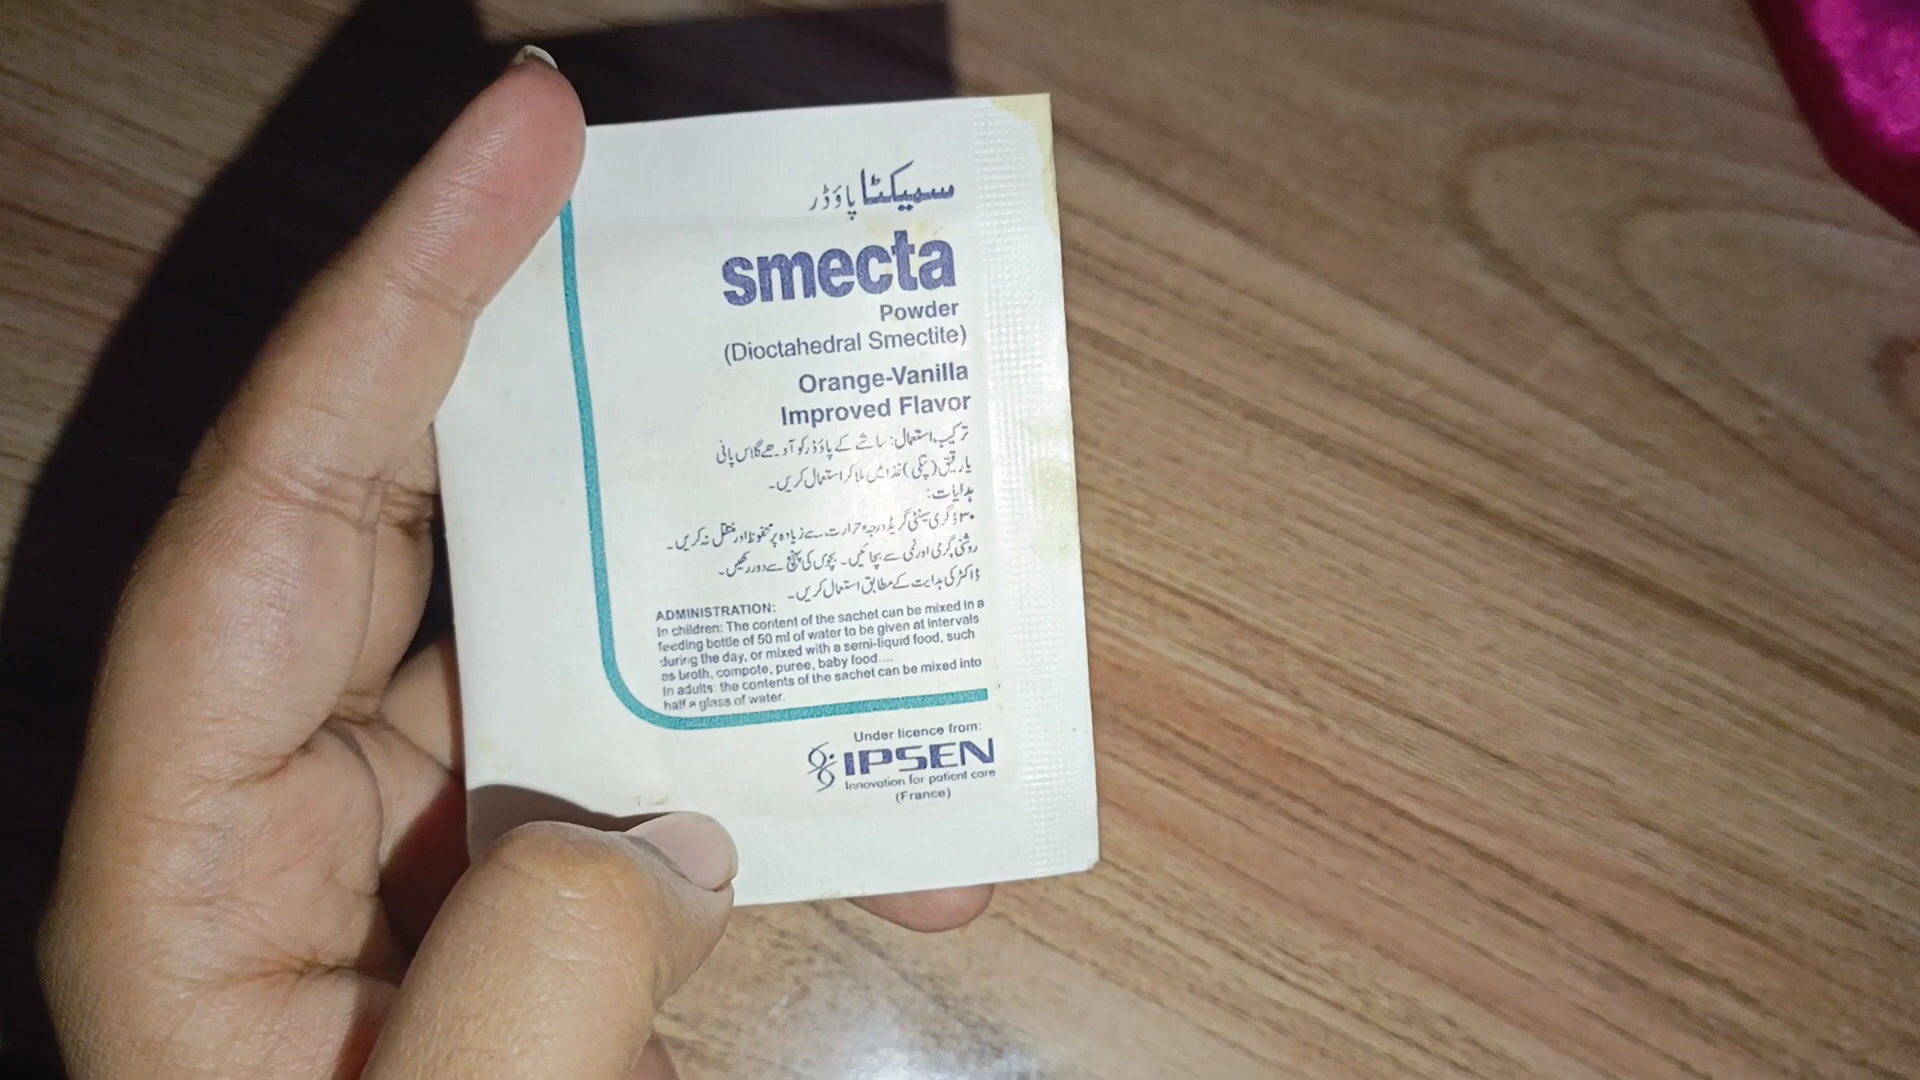 سمیکٹا پاؤڈر
smecta
Powder
(Dioctahedral Smectite)
Orange-Vanilla
Improved Flavor
ترکیب استعمال: ساشے کے پاؤڈر کو آدھے گلاس پانی
یا رقیق (پتلی) غذا میں ملا کر استعمال کریں۔
ہدایات:
۳۰ ڈگری سینٹی گریڈ درجہ حرارت سے زیادہ پر محفوظ اور منتقل نہ کریں۔
روشنی، گرمی اور نمی سے بچائیں۔ بچوں کی پہنچ سے دور رکھیں۔
ڈاکٹر کی ہدایت کے مطابق استعمال کریں۔
ADMINISTRATION:
In children: The content of the sachet can be mixed in a
feeding bottle of 50 ml of water to be given at intervals
during the day, or mixed with a semi-liquid food, such
as broth, compote, puree, baby food....
In adults: the contents of the sachet can be mixed into
half a glass of water.
Under licence from:
IPSEN
Innovation for patient care
(France)